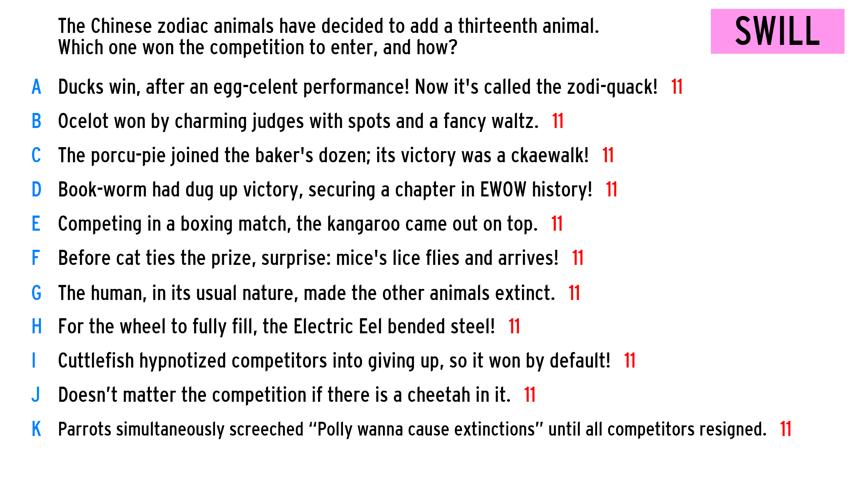 The Chinese zodiac animals have decided to add a thirteenth animal.
Which one won the competition to enter, and how?
SWILL
A Ducks win, after an egg-celent performance! Now it's called the zodi-quack! 11
B Ocelot won by charming judges with spots and a fancy waltz. 11
C The porcu-pie joined the baker's dozen; its victory was a ckaewalk! 11
D Book-worm had dug up victory, securing a chapter in EWOW history! 11
E Competing in a boxing match, the kangaroo came out on top. 11
F Before cat ties the prize, surprise: mice's lice flies and arrives! 11
G The human, in its usual nature, made the other animals extinct. 11
H For the wheel to fully fill, the Electric Eel bended steel! 11
I Cuttlefish hypnotized competitors into giving up, so it won by default! 11
J Doesn’t matter the competition if there is a cheetah in it. 11
K Parrots simultaneously screeched “Polly wanna cause extinctions” until all competitors resigned. 11